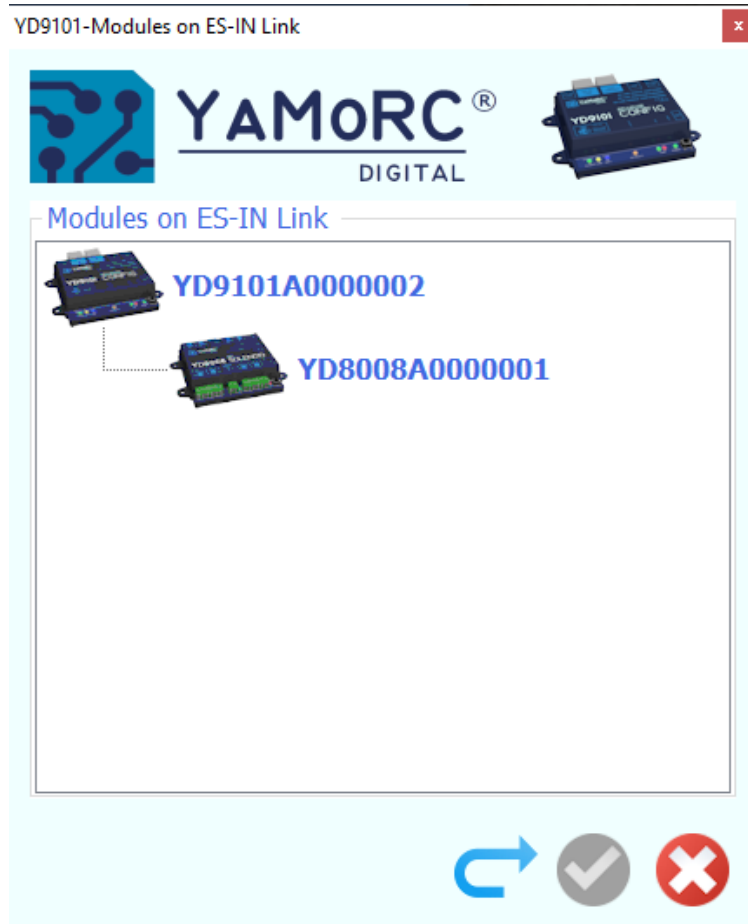 YD9101-Modules on ES-IN Link
x
YAMoRC®
DIGITAL
YD9101 CONFIG
Modules on ES-IN Link
YD9101A0000002
YD8008A0000001